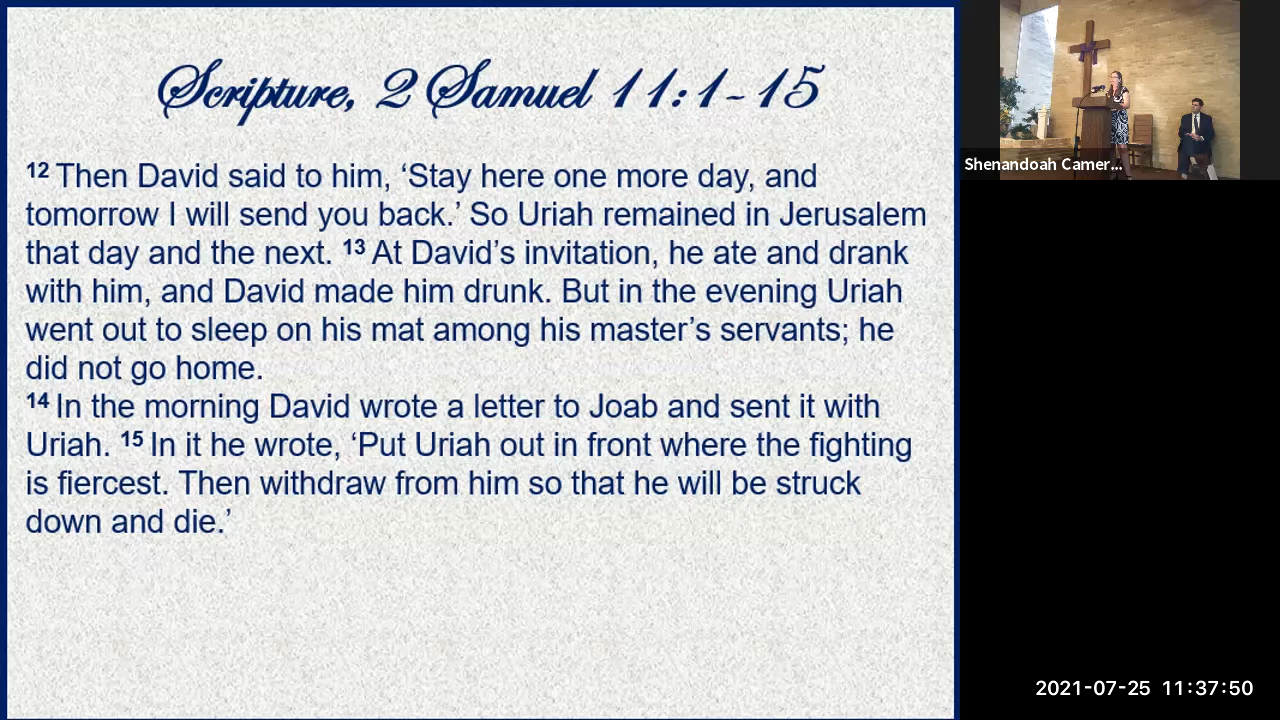 Scripture, 2 Samuel 11:1-15
12 Then David said to him, ‘Stay here one more day, and
tomorrow I will send you back.’ So Uriah remained in Jerusalem
that day and the next. 13 At David’s invitation, he ate and drank
with him, and David made him drunk. But in the evening Uriah
went out to sleep on his mat among his master’s servants; he
did not go home.
14 In the morning David wrote a letter to Joab and sent it with
Uriah. 15 In it he wrote, ‘Put Uriah out in front where the fighting
is fiercest. Then withdraw from him so that he will be struck
down and die.’
Shenandoah Camer...
2021-07-25 11:37:50